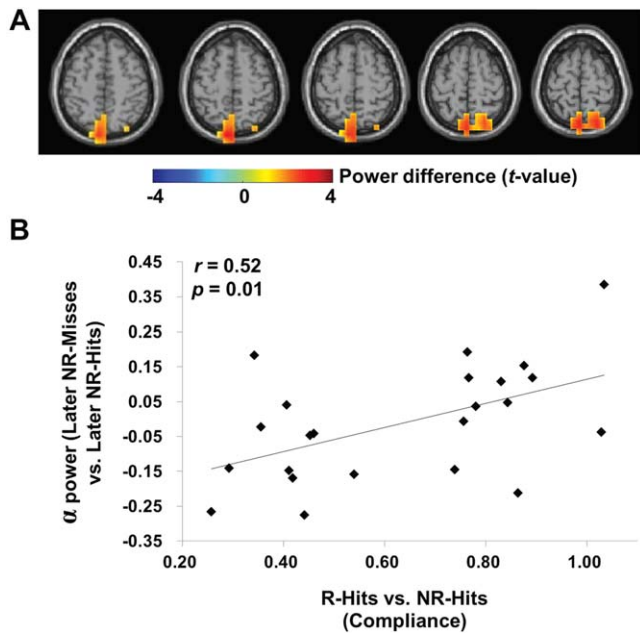 A
Power difference (t-value)
-4 0 4
B
r = 0.52
p = 0.01
α power (Later NR-Misses
vs. Later NR-Hits)
0.45
0.35
0.25
0.15
0.05
-0.05
-0.15
-0.25
-0.35
0.20 0.40 0.60 0.80 1.00
R-Hits vs. NR-Hits
(Compliance)